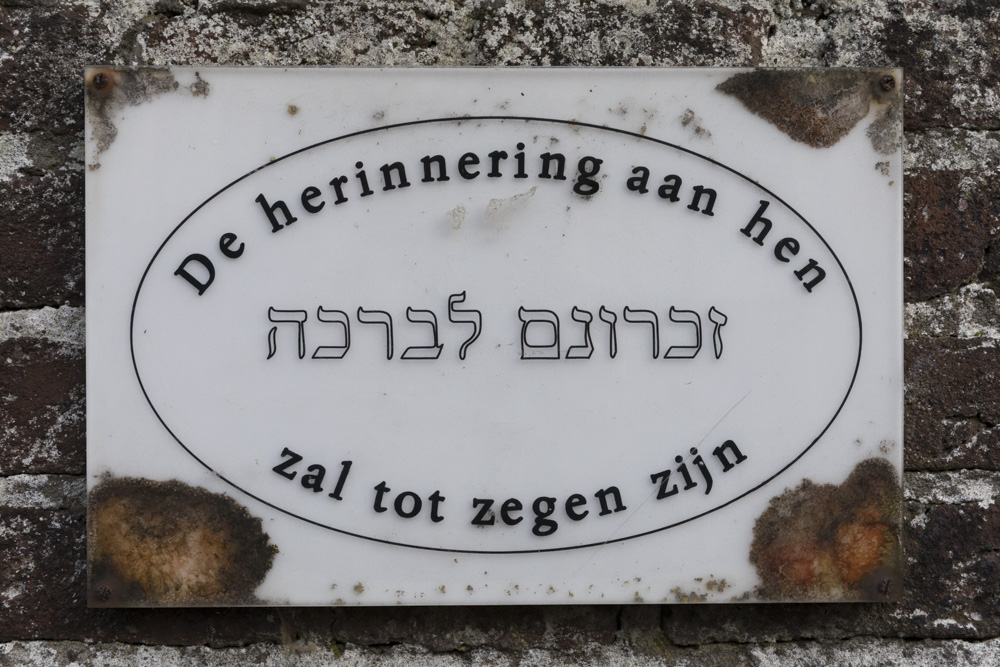 De herinnering aan hen
זכרונם לברכה
zal tot zegen zijn